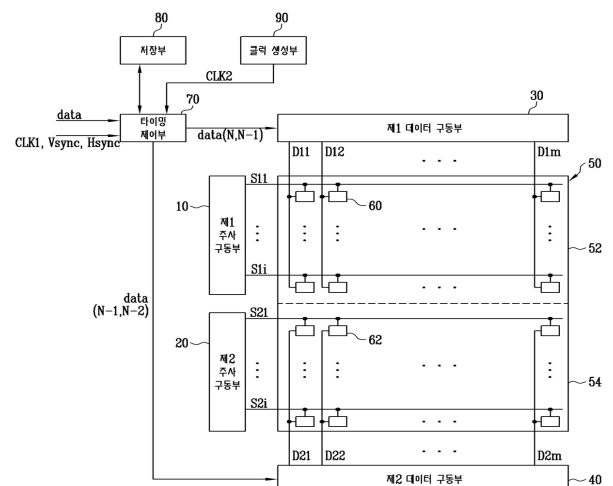 80
90
저장부
클럭 생성부
CLK2
70
30
data
타이밍
제어부
제1 데이터 구동부
CLK1, Vsync, Hsync
data(N,N-1)
D11
D12
D1m
50
S11
10
60
제1
주사
구동부
52
S1i
data
(N-1,N-2)
S21
20
62
제2
주사
구동부
54
S2i
D21
D22
D2m
제2 데이터 구동부
40